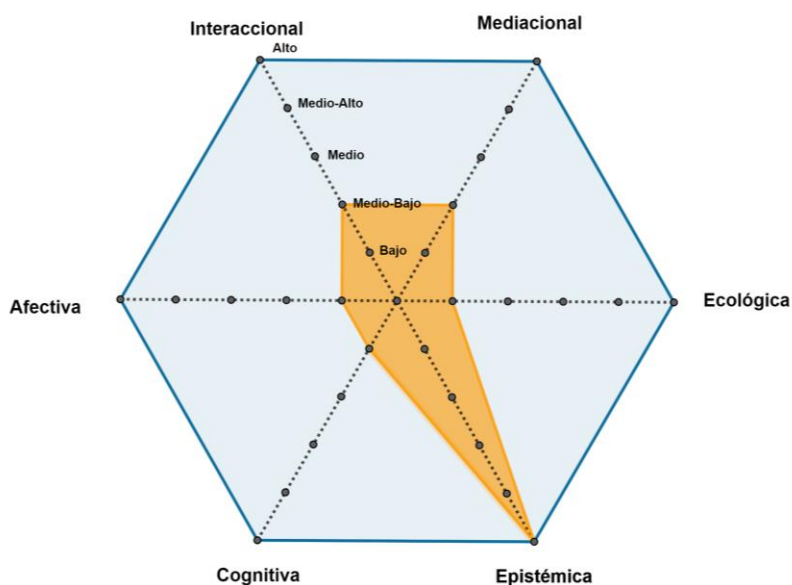 Interaccional
Mediacional
Alto
Medio-Alto
Medio
Medio-Bajo
Bajo
Afectiva
Ecológica
Cognitiva
Epistémica